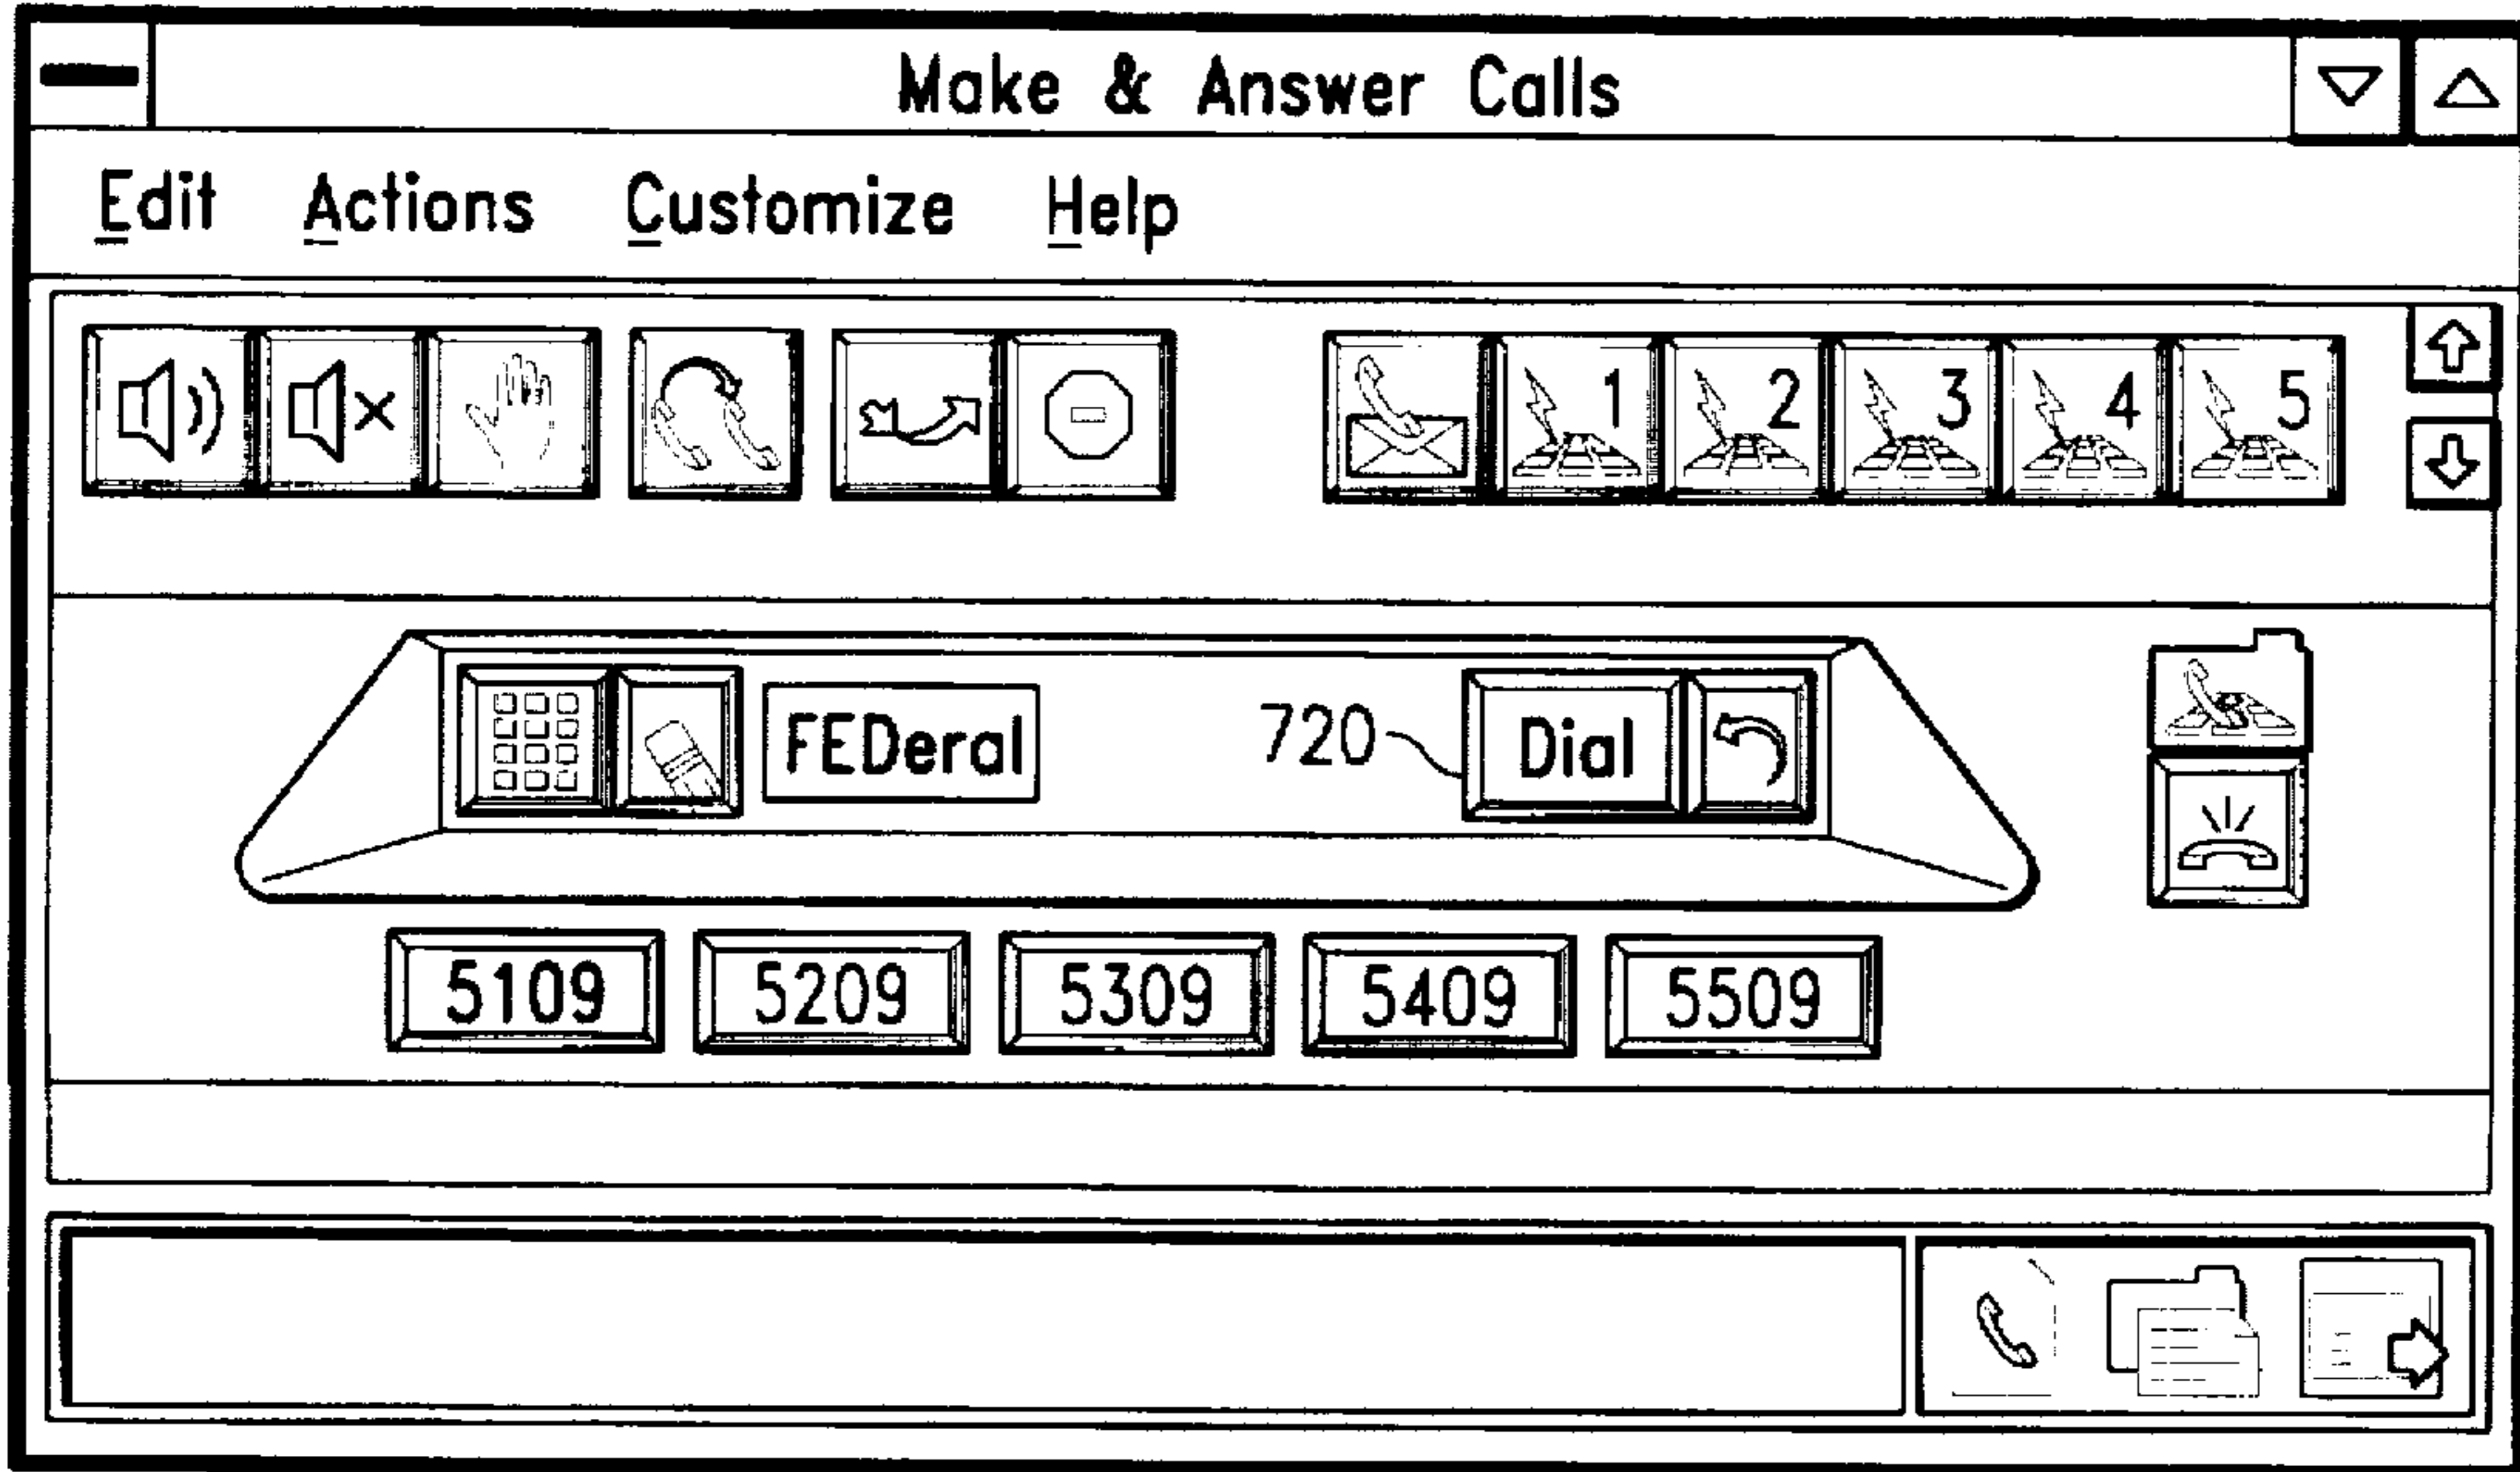 Make & Answer Calls
Edit Actions Customize Help
1 2 3 4 5
FEDeral 720 Dial
5109 5209 5309 5409 5509